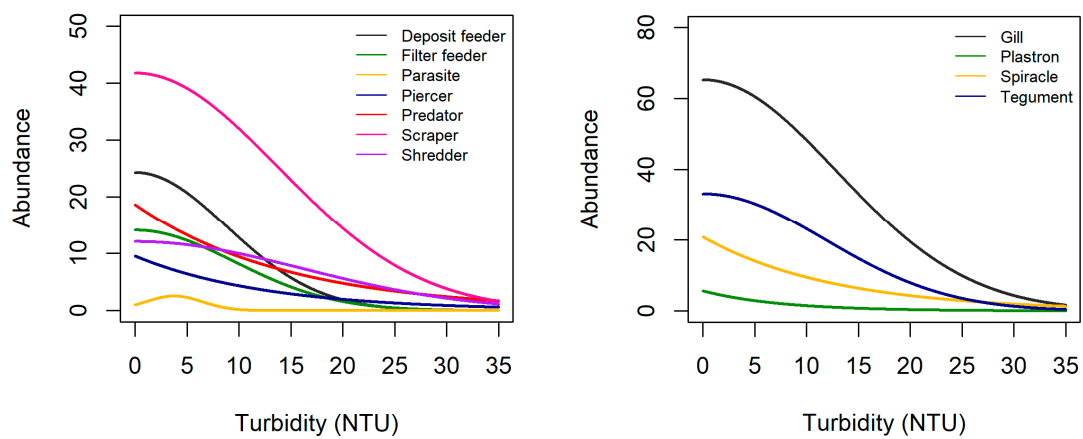 50
40
30
20
10
0
Abundance
Deposit feeder
Filter feeder
Parasite
Piercer
Predator
Scraper
Shredder
0 5 10 15 20 25 30 35
Turbidity (NTU)
80
60
40
20
0
Abundance
Gill
Plastron
Spiracle
Tegument
0 5 10 15 20 25 30 35
Turbidity (NTU)